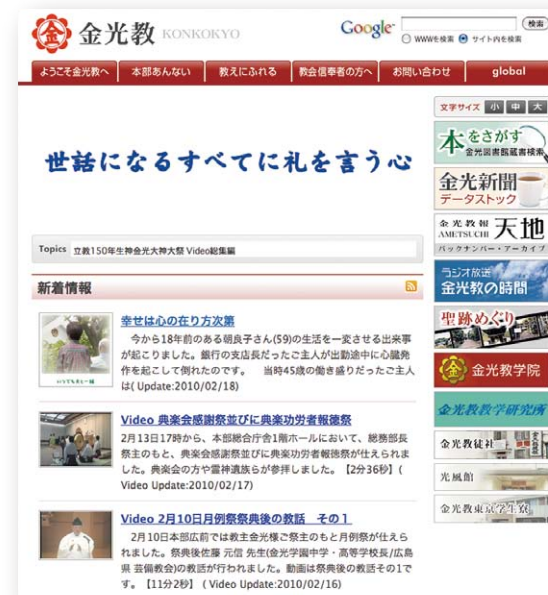 金光教 KONKOKYO
Google
検索
WWWを検索 サイト内を検索
ようこそ金光教へ 本部あんない 教えにふれる 教会信奉者の方へ お問い合わせ global
文字サイズ 小 中 大
世話になるすべてに礼を言う心
Topics 立教150年生神金光大神大祭 Video総集編
新着情報
幸せは心の在り方次第
今から18年前のある朝良子さん(59)の生活を一変させる出来事
が起こりました。銀行の支店長だったご主人が出勤途中に心臓発
作を起こして倒れたのです。 当時45歳の働き盛りだったご主人
は( Update:2010/02/18)
Video 典楽会感謝祭並びに典楽功労者報徳祭
2月13日17時から、本部総合庁舎1階ホールにおいて、総務部長
祭主のもと、典楽会感謝祭並びに典楽功労者報徳祭が仕えられま
した。典楽会の方や霊神遺族らが参拝しました。【2分36秒】(
Video Update:2010/02/17)
Video 2月10日月例祭祭典後の教話 その1
2月10日本部広前では教主金光様ご祭主のもと月例祭が仕えら
れました。祭典後佐藤 元信 先生(金光学園中学・高等学校長/広島
県 芸備教会)の教話が行われました。動画は祭典後の教話その1で
す。【11分2秒】 ( Video Update:2010/02/16)
本をさがす
金光図書館蔵書検索
金光新聞
データストック
金光教報
AMETSUCHI 天地
バックナンバー・アーカイブ
ラジオ放送
金光教の時間
聖跡めぐり
金光教学院
金光教教学研究所
金光教徒社
光風館
金光教東京学生寮